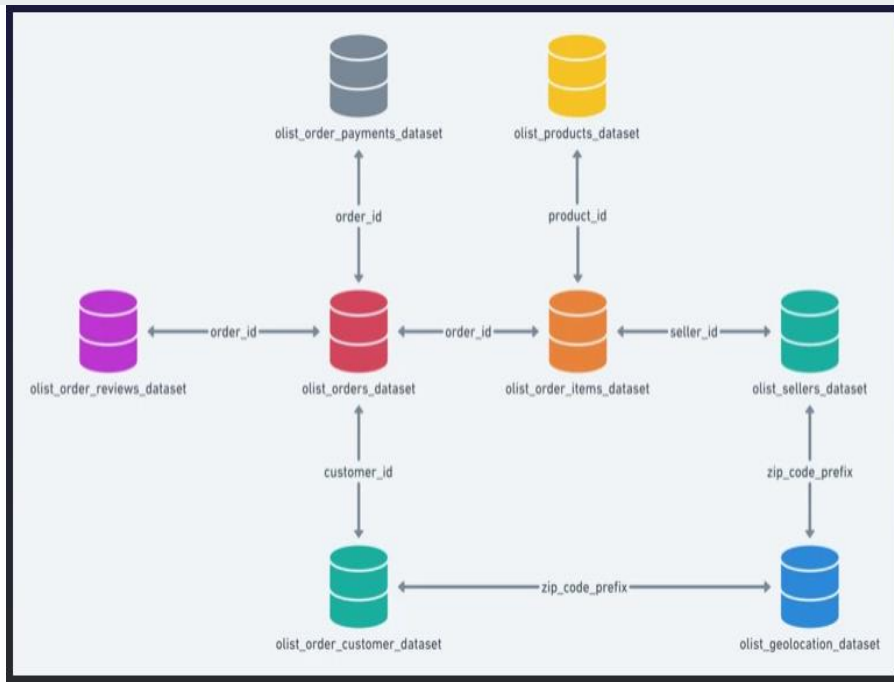 olist_order_payments_dataset
olist_products_dataset
order_id
product_id
order_id
order_id
seller_id
olist_order_reviews_dataset
olist_orders_dataset
olist_order_items_dataset
olist_sellers_dataset
customer_id
zip_code_prefix
zip_code_prefix
olist_order_customer_dataset
olist_geolocation_dataset